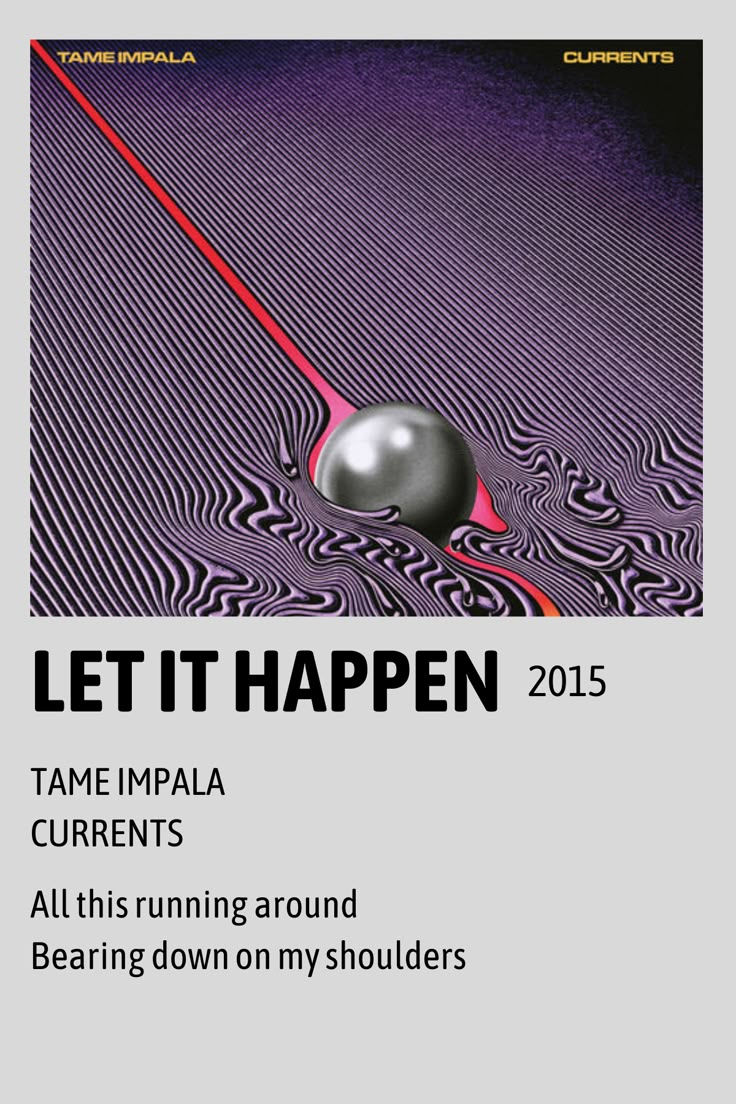 TAME IMPALA CURRENTS
LET IT HAPPEN 2015
TAME IMPALA
CURRENTS
All this running around
Bearing down on my shoulders